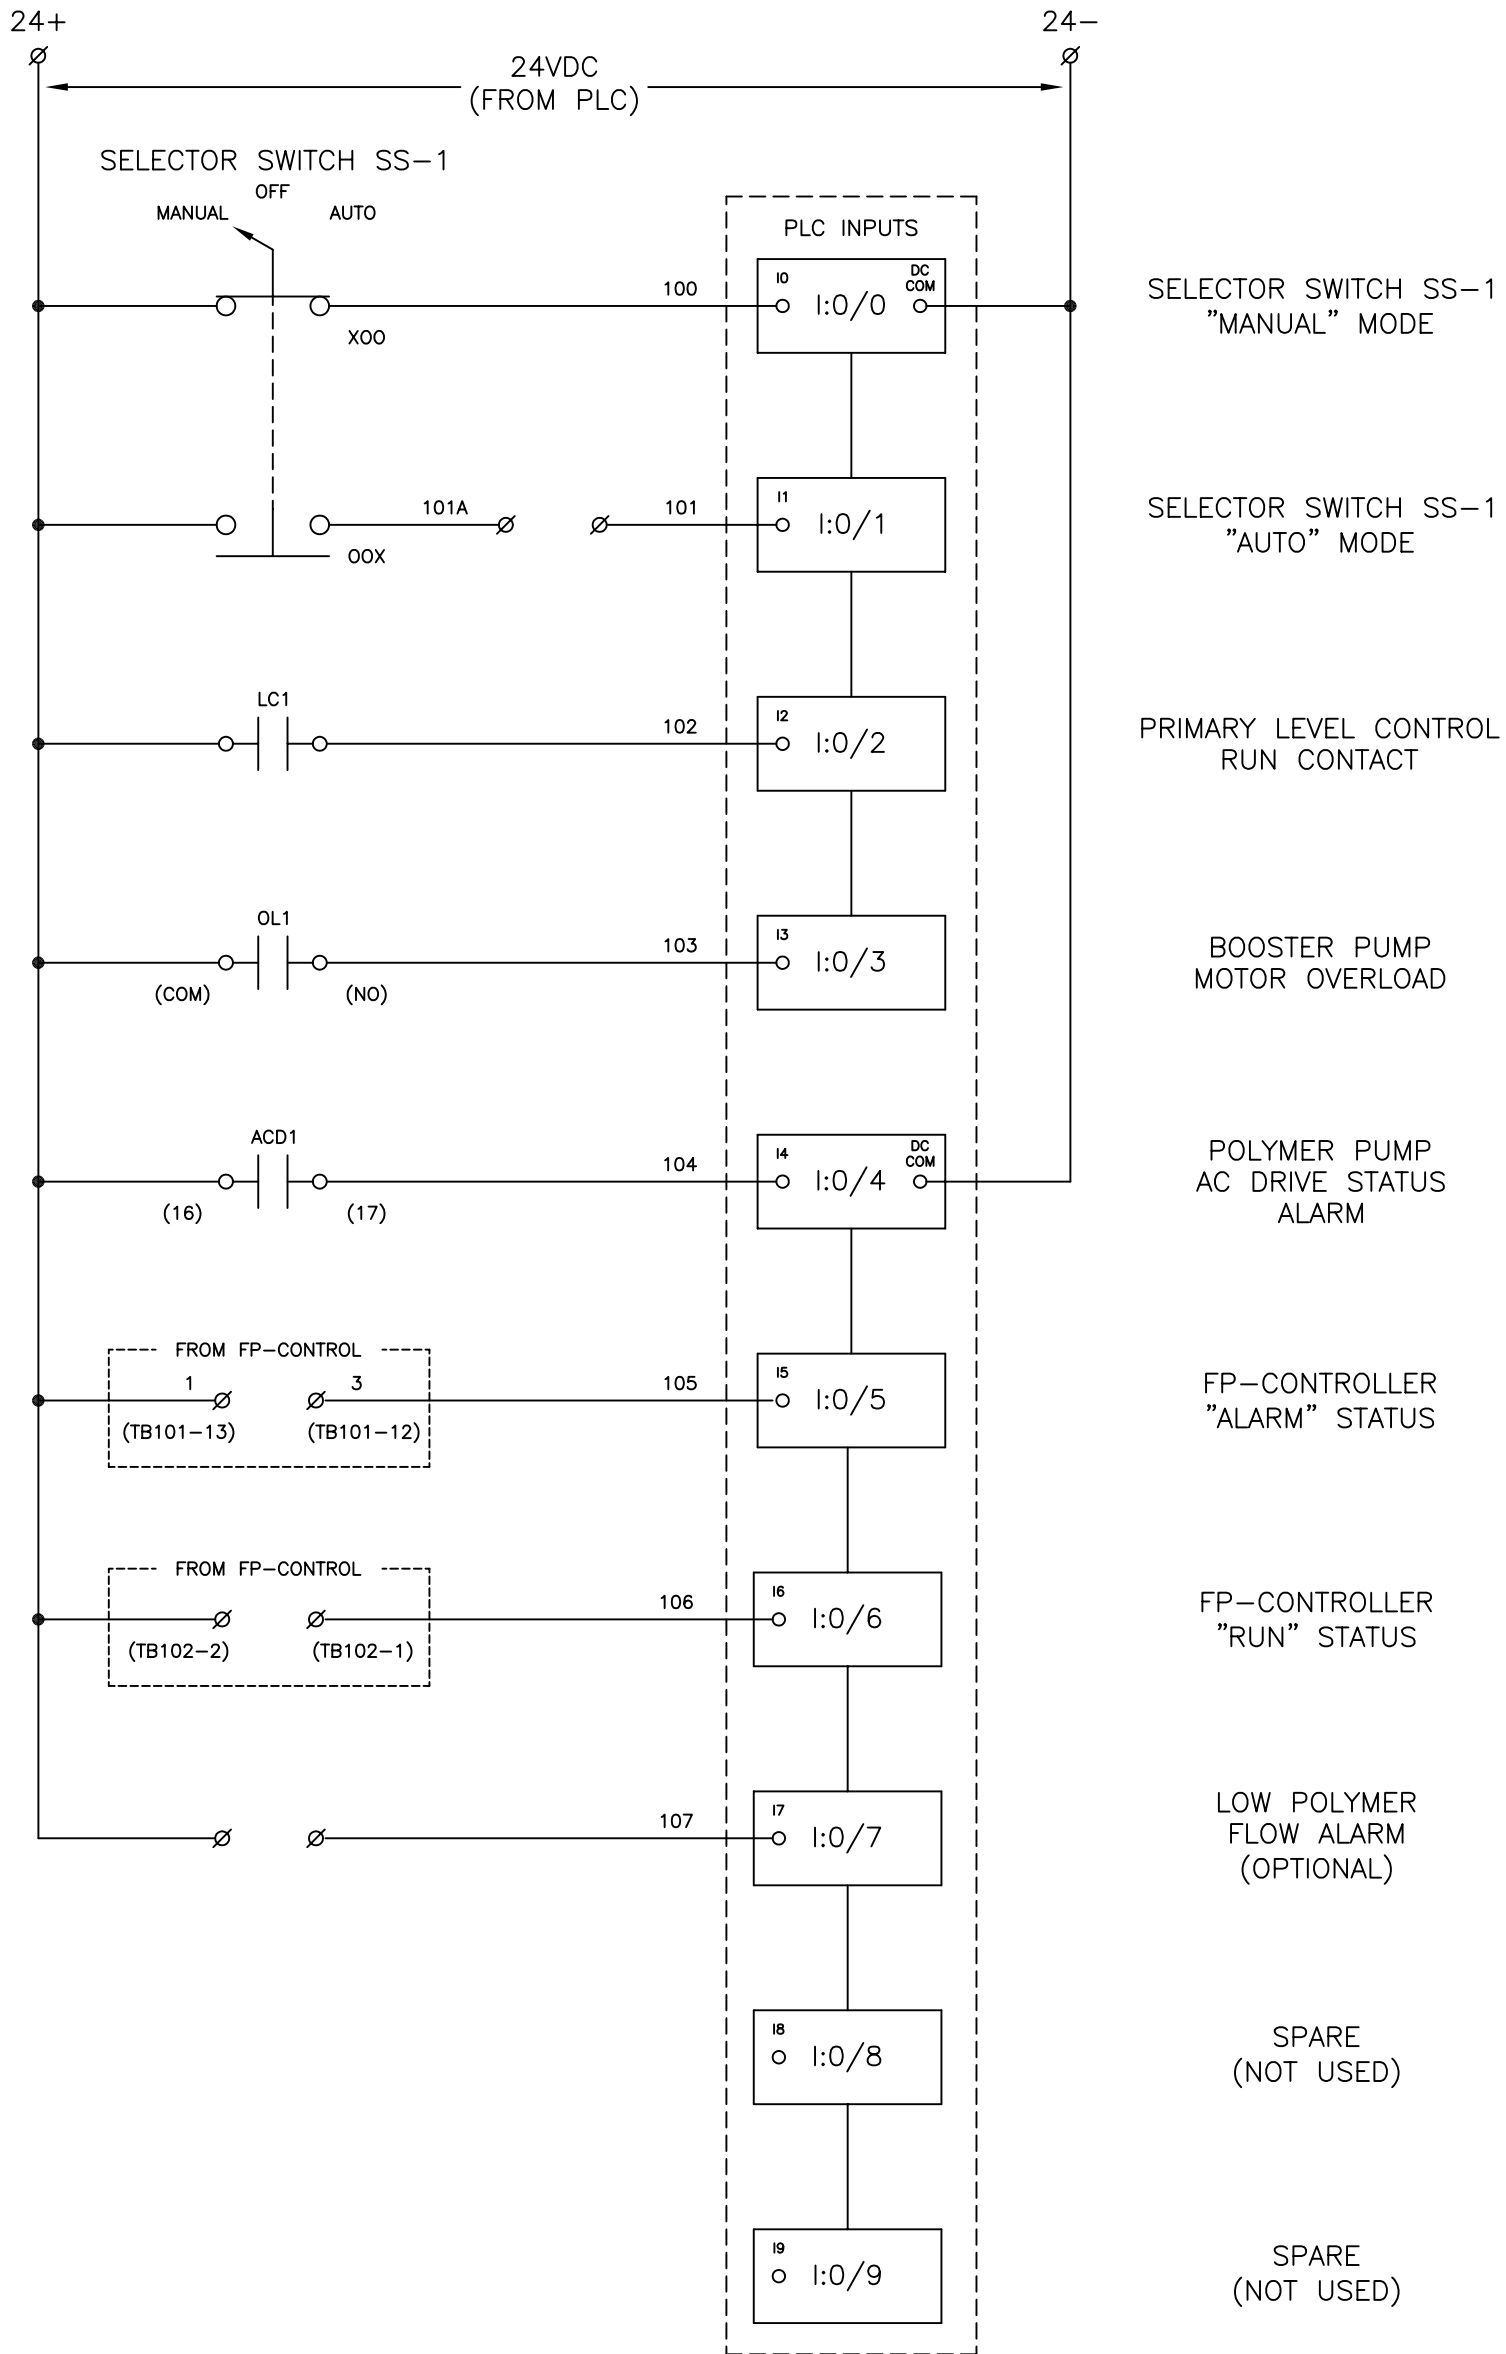 24+
24-
24VDC
(FROM PLC)
SELECTOR SWITCH SS-1
OFF
MANUAL
AUTO
PLC INPUTS
I0
DC
COM
100
I:0/0
X00
SELECTOR SWITCH SS-1
"MANUAL" MODE
101A
101
I1
I:0/1
00X
SELECTOR SWITCH SS-1
"AUTO" MODE
LC1
102
I2
I:0/2
PRIMARY LEVEL CONTROL
RUN CONTACT
OL1
(COM)
(NO)
103
I3
I:0/3
BOOSTER PUMP
MOTOR OVERLOAD
ACD1
(16)
(17)
104
I4
I:0/4
DC
COM
POLYMER PUMP
AC DRIVE STATUS
ALARM
FROM FP-CONTROL
1
3
(TB101-13)
(TB101-12)
105
I5
I:0/5
FP-CONTROLLER
"ALARM" STATUS
FROM FP-CONTROL
(TB102-2)
(TB102-1)
106
I6
I:0/6
FP-CONTROLLER
"RUN" STATUS
107
I7
I:0/7
LOW POLYMER
FLOW ALARM
(OPTIONAL)
I8
I:0/8
SPARE
(NOT USED)
I9
I:0/9
SPARE
(NOT USED)